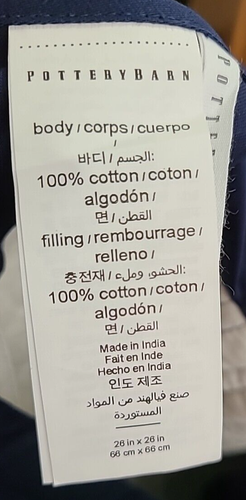 POTTERYBARN
body / corps / cuerpo
/
바디 / الجسم:
100% cotton / coton /
algodón /
면 / القطن
filling / rembourrage /
relleno /
충전재 / الحشو، وملء:
100% cotton / coton /
algodón /
면 / القطن
Made in India
Fait en Inde
Hecho en India
인도 제조
صنع فيالهند من المواد
المستوردة
26 in x 26 in
66 cm x 66 cm